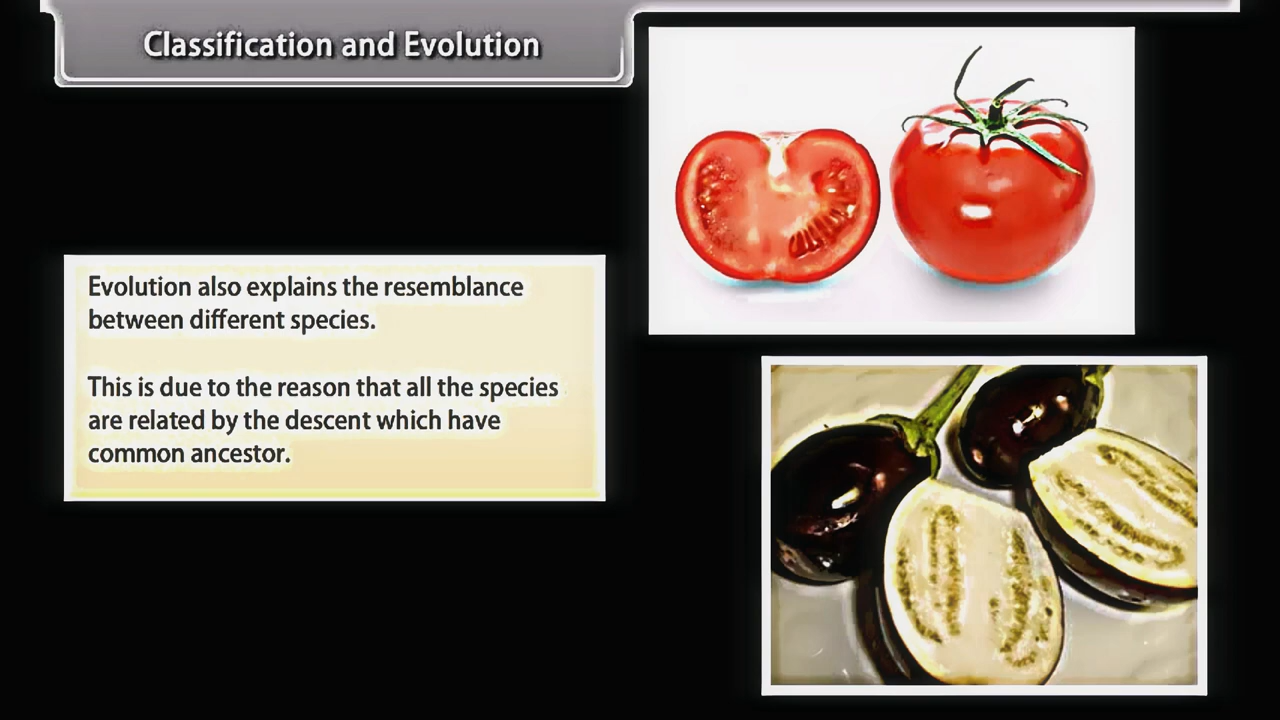 Classification and Evolution
Evolution also explains the resemblance
between different species.
This is due to the reason that all the species
are related by the descent which have
common ancestor.